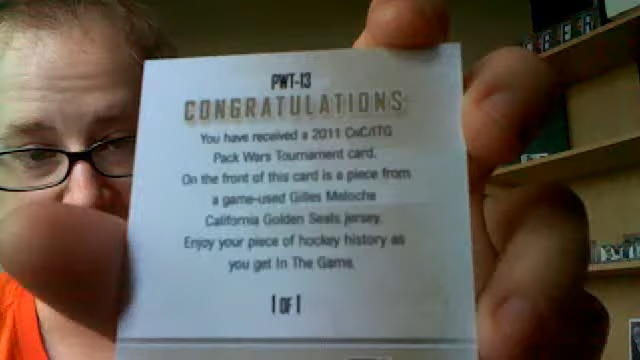 PWT-13
CONGRATULATIONS
You have received a 2011 CnC/ITG
Pack Wars Tournament card.
On the front of this card is a piece from
a game-used Gilles Meloche
California Golden Seals jersey.
Enjoy your piece of hockey history as
you get In The Game.
1 OF 1